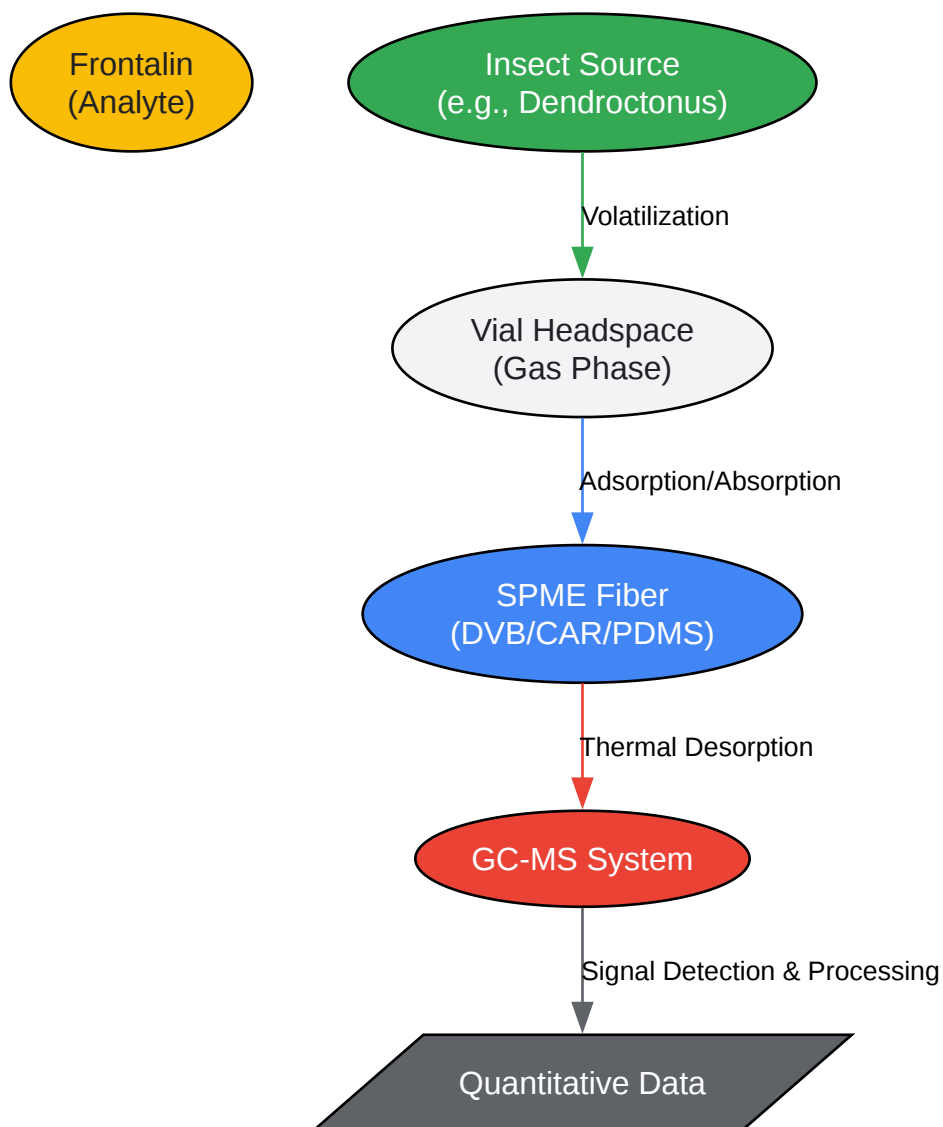 Frontalin
(Analyte)
Insect Source
(e.g., Dendroctonus)
Volatilization
Vial Headspace
(Gas Phase)
Adsorption/Absorption
SPME Fiber
(DVB/CAR/PDMS)
Thermal Desorption
GC-MS System
Signal Detection & Processing
Quantitative Data